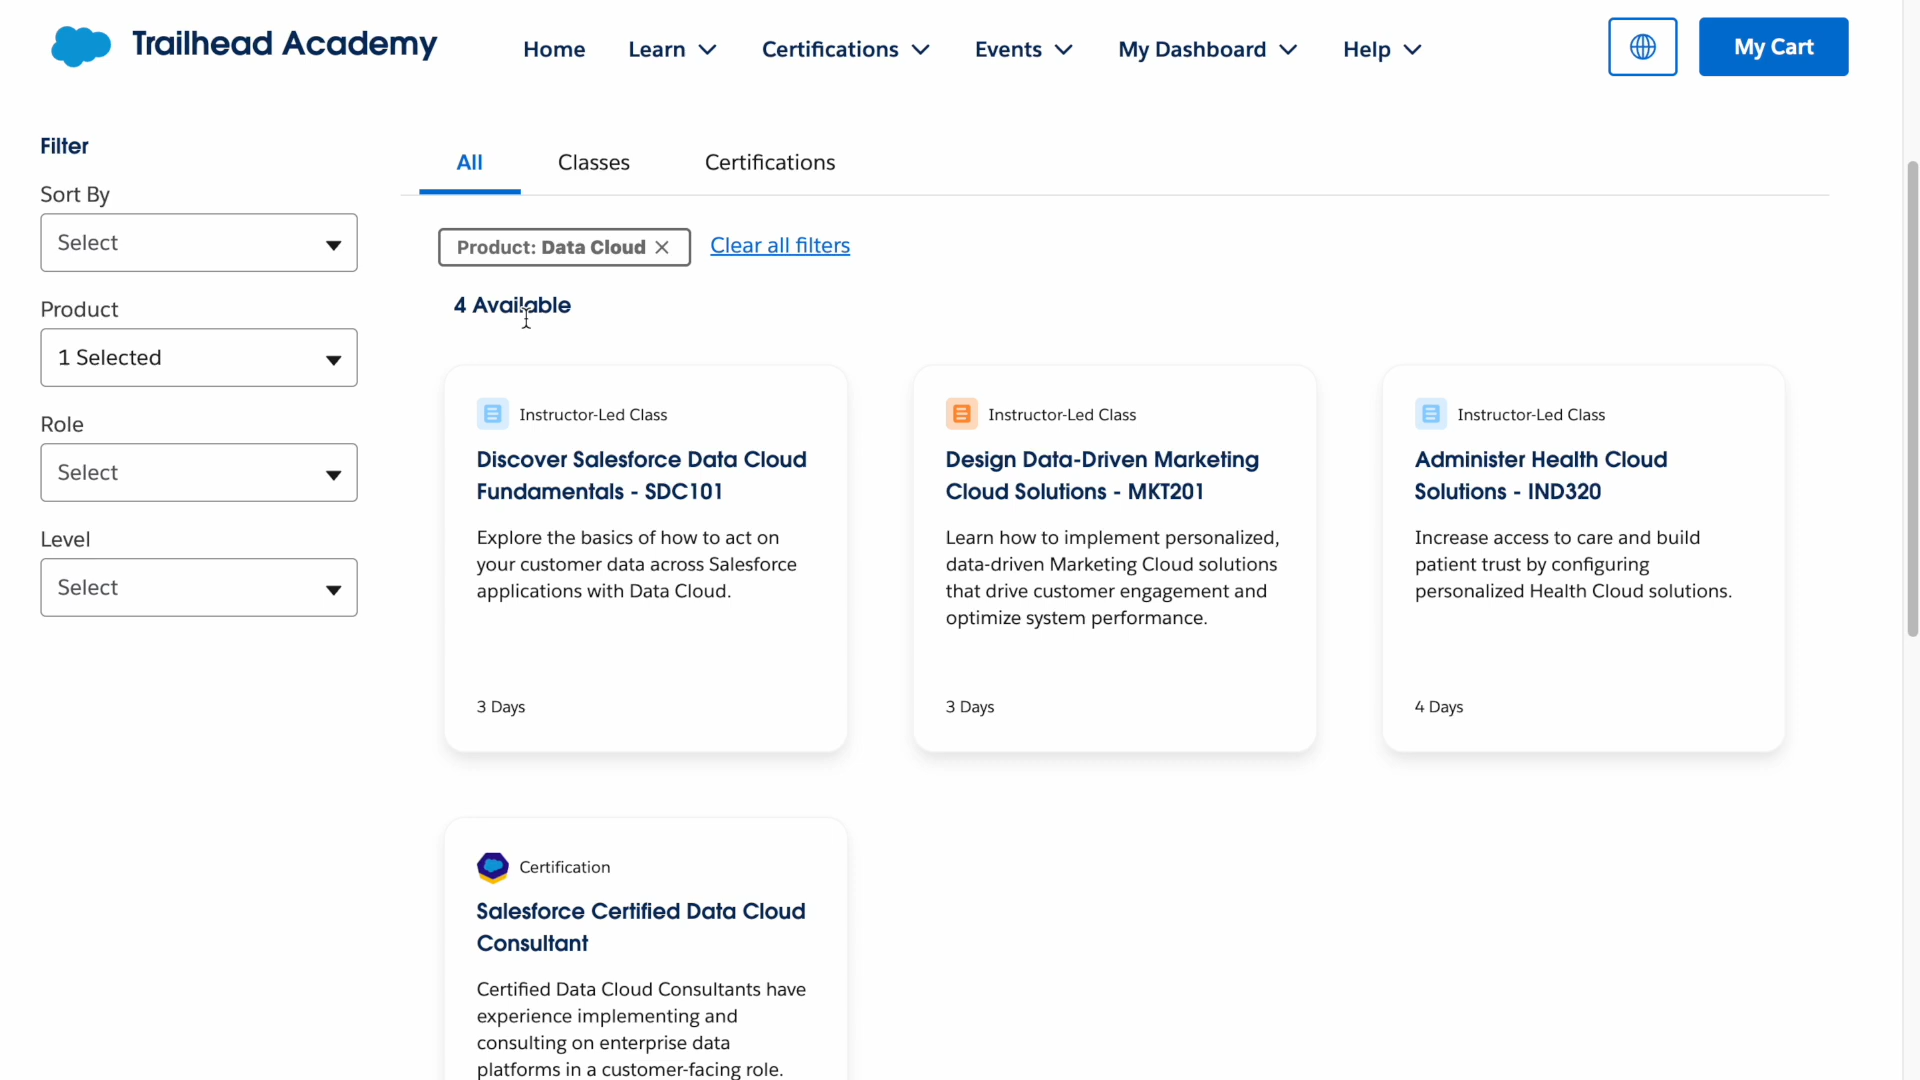 Trailhead Academy
Home
Learn
Certifications
Events
My Dashboard
Help
My Cart
Filter
Sort By
Select
Product
1 Selected
Role
Select
Level
Select
All
Classes
Certifications
Product: Data Cloud
Clear all filters
4 Available
Instructor-Led Class
Discover Salesforce Data Cloud
Fundamentals - SDC101
Explore the basics of how to act on
your customer data across Salesforce
applications with Data Cloud.
3 Days
Instructor-Led Class
Design Data-Driven Marketing
Cloud Solutions - MKT201
Learn how to implement personalized,
data-driven Marketing Cloud solutions
that drive customer engagement and
optimize system performance.
3 Days
Instructor-Led Class
Administer Health Cloud
Solutions - IND320
Increase access to care and build
patient trust by configuring
personalized Health Cloud solutions.
4 Days
Certification
Salesforce Certified Data Cloud
Consultant
Certified Data Cloud Consultants have
experience implementing and
consulting on enterprise data
platforms in a customer-facing role.